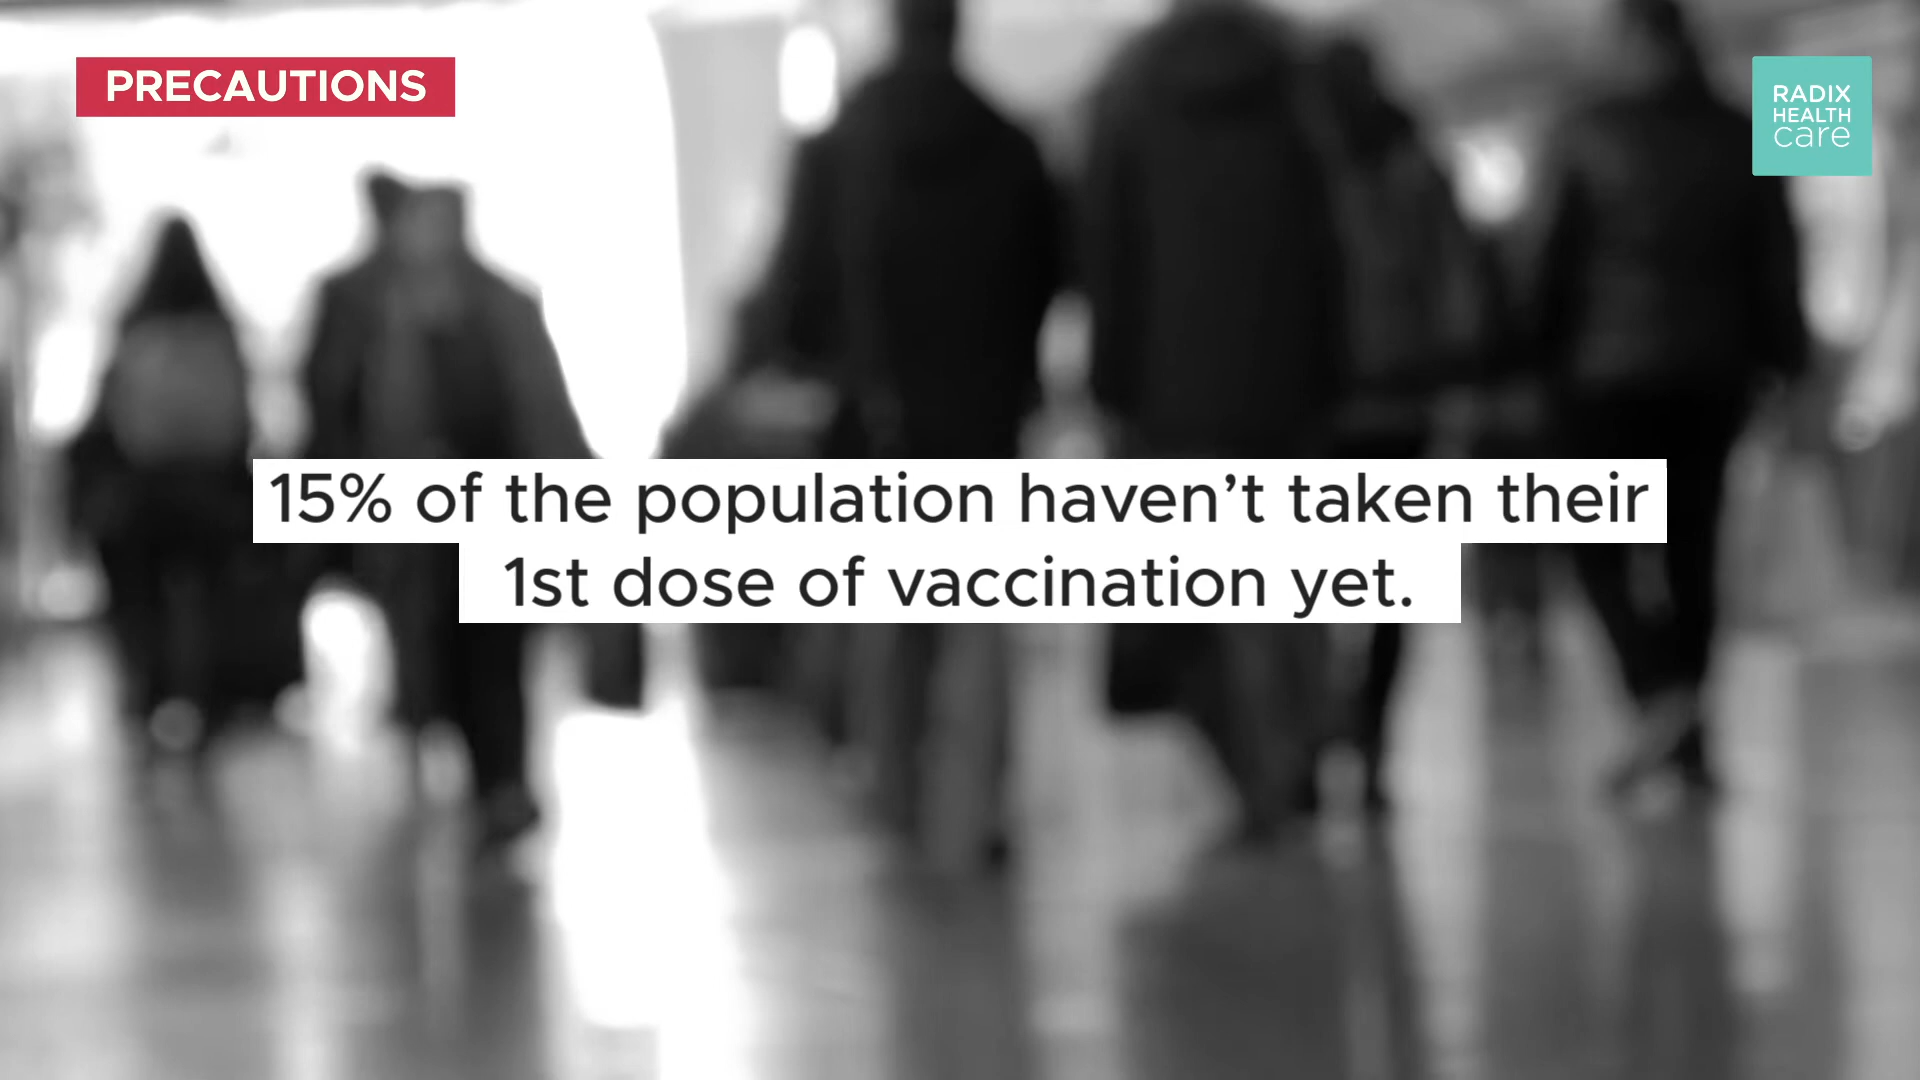 PRECAUTIONS
RADIX
HEALTH
care
15% of the population haven’t taken their
1st dose of vaccination yet.